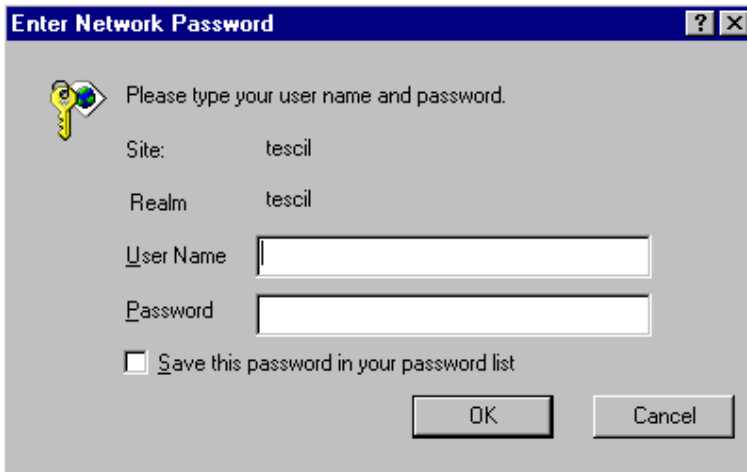 Enter Network Password
Please type your user name and password.
Site: tescil
Realm tescil
User Name
Password
Save this password in your password list
OK Cancel